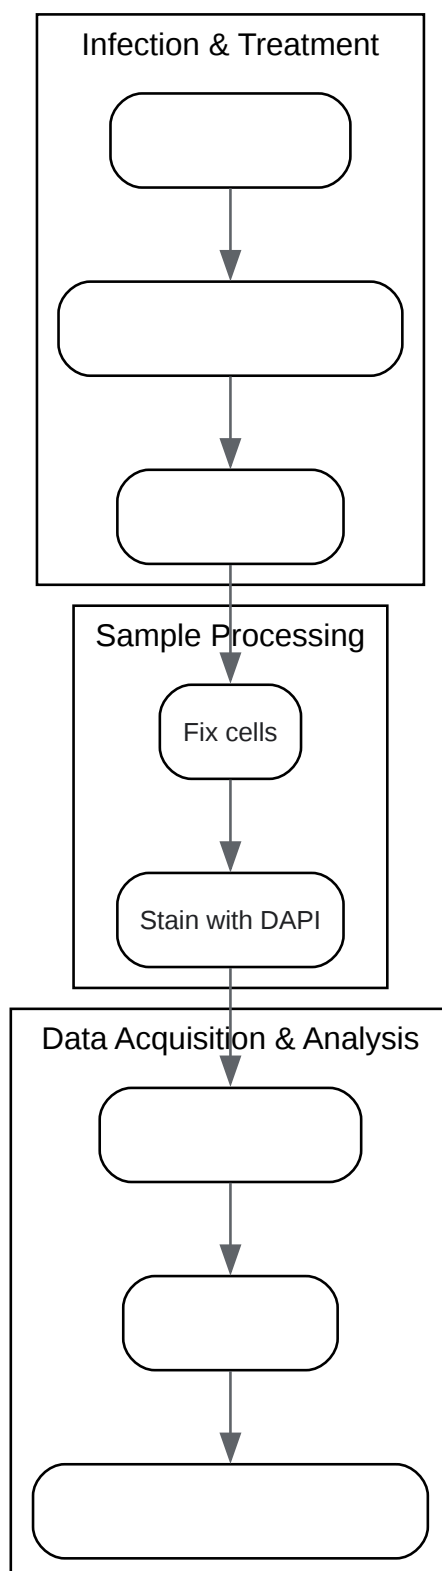 Infection & Treatment
Sample Processing
Fix cells
Stain with DAPI
Data Acquisition & Analysis